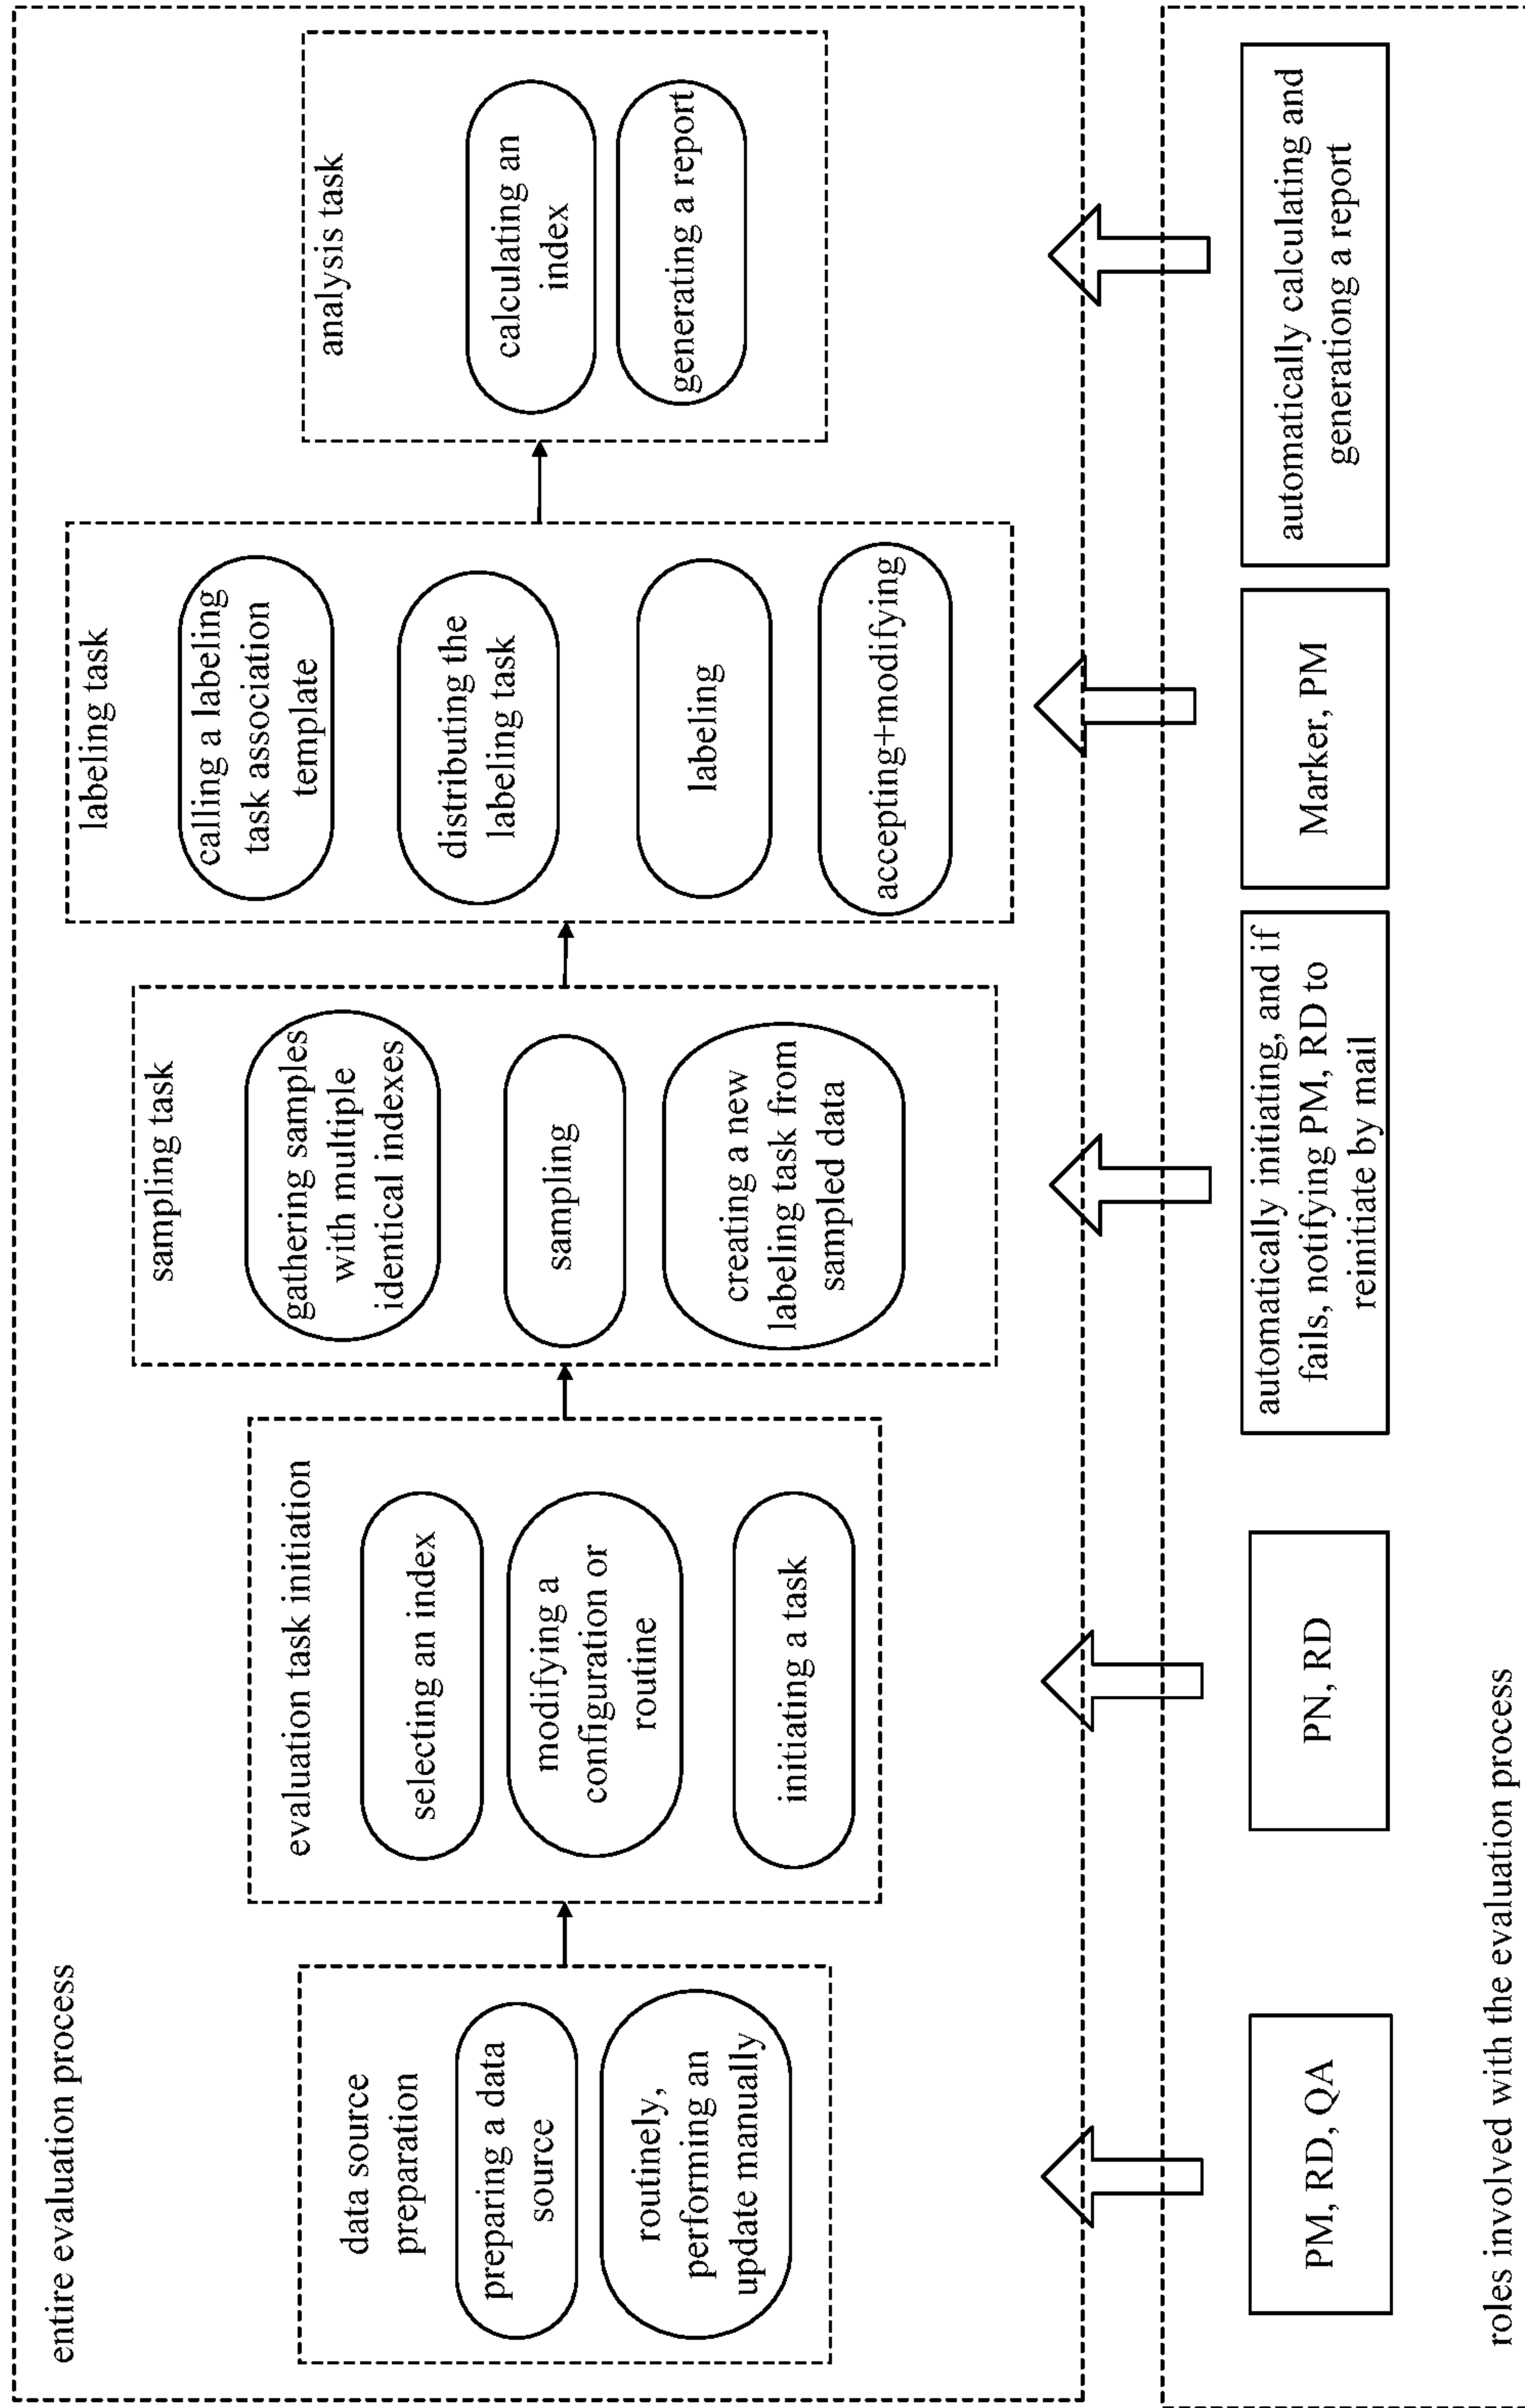 entire evaluation process
data source
preparation
preparing a data
source
routinely,
performing an
update manually
evaluation task initiation
selecting an index
modifying a
configuration or
routine
initiating a task
sampling task
gathering samples
with multiple
identical indexes
sampling
creating a new
labeling task from
sampled data
labeling task
calling a labeling
task association
template
distributing the
labeling task
labeling
accepting+modifying
analysis task
calculating an
index
generating a report
PM, RD, QA
PN, RD
automatically initiating, and if
fails, notifying PM, RD to
reinitiate by mail
Marker, PM
automatically calculating and
generationg a report
roles involved with the evaluation process